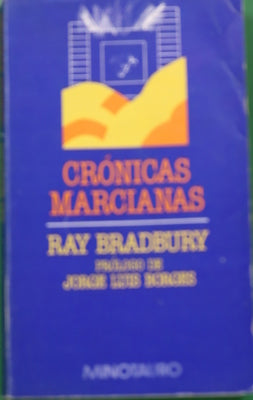 CRÓNICAS
MARCIANAS
RAY BRADBURY
PRÓLOGO DE
JORGE LUIS BORGES
MINOTAURO